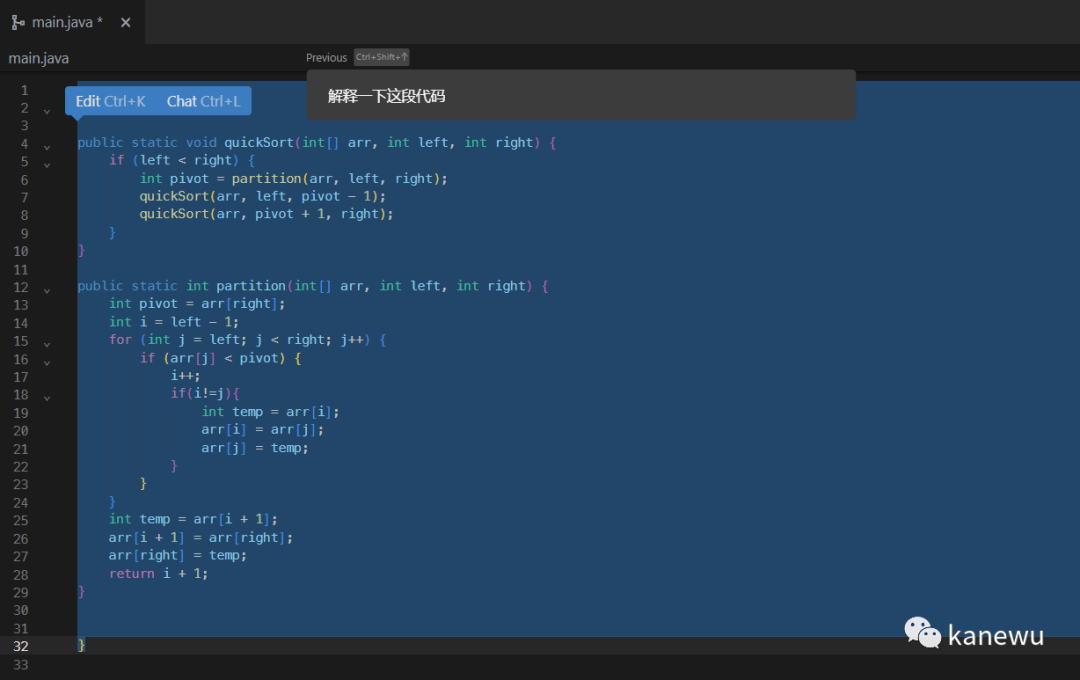 main.java *
main.java
Previous Ctrl+Shift+↑
解释一下这段代码
Edit Ctrl+K Chat Ctrl+L
1
2
3
4 public static void quickSort(int[] arr, int left, int right) {
5 if (left < right) {
6 int pivot = partition(arr, left, right);
7 quickSort(arr, left, pivot - 1);
8 quickSort(arr, pivot + 1, right);
9 }
10 }
11
12 public static int partition(int[] arr, int left, int right) {
13 int pivot = arr[right];
14 int i = left - 1;
15 for (int j = left; j < right; j++) {
16 if (arr[j] < pivot) {
17 i++;
18 if(i!=j){
19 int temp = arr[i];
20 arr[i] = arr[j];
21 arr[j] = temp;
22 }
23 }
24 }
25 int temp = arr[i + 1];
26 arr[i + 1] = arr[right];
27 arr[right] = temp;
28 return i + 1;
29 }
30
31
32 }
33
kanewu